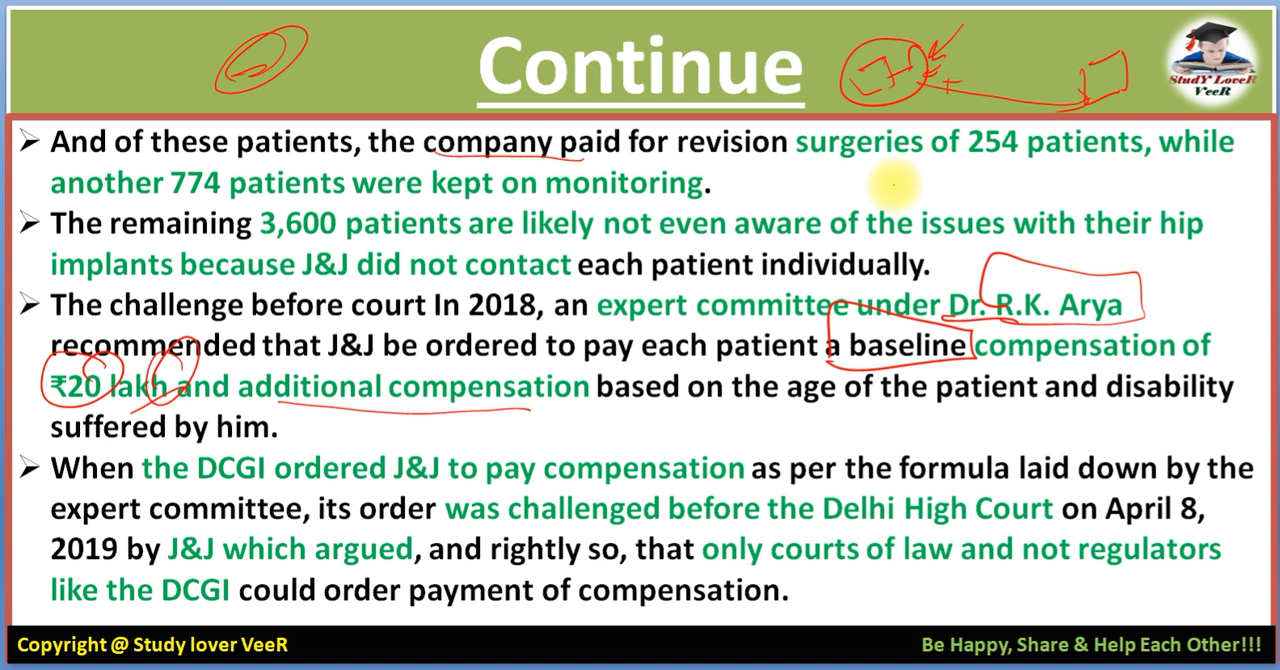 Continue
StudY LoveR
VeeR
➢ And of these patients, the company paid for revision surgeries of 254 patients, while
another 774 patients were kept on monitoring.
➢ The remaining 3,600 patients are likely not even aware of the issues with their hip
implants because J&J did not contact each patient individually.
➢ The challenge before court In 2018, an expert committee under Dr. R.K. Arya
recommended that J&J be ordered to pay each patient a baseline compensation of
₹20 lakh and additional compensation based on the age of the patient and disability
suffered by him.
➢ When the DCGI ordered J&J to pay compensation as per the formula laid down by the
expert committee, its order was challenged before the Delhi High Court on April 8,
2019 by J&J which argued, and rightly so, that only courts of law and not regulators
like the DCGI could order payment of compensation.
Copyright @ Study lover VeeR
Be Happy, Share & Help Each Other!!!